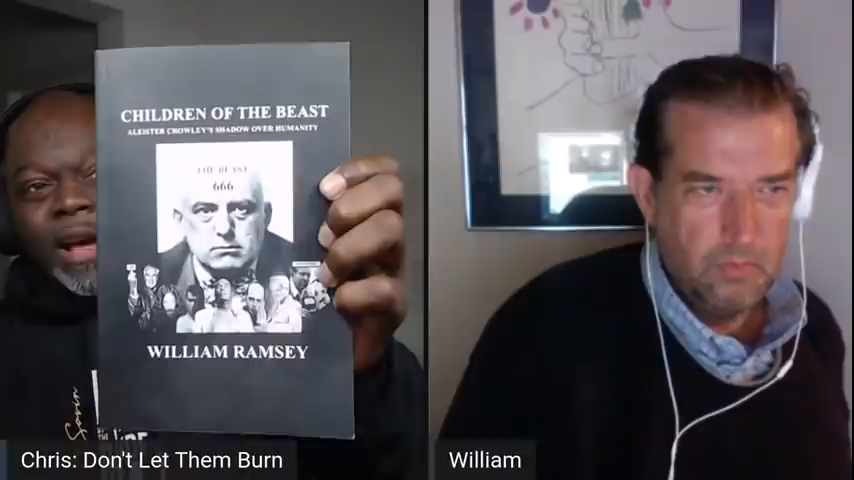 CHILDREN OF THE BEAST
ALEISTER CROWLEY'S SHADOW OVER HUMANITY
THE BEAST
666
WILLIAM RAMSEY
Chris: Don't Let Them Burn
William